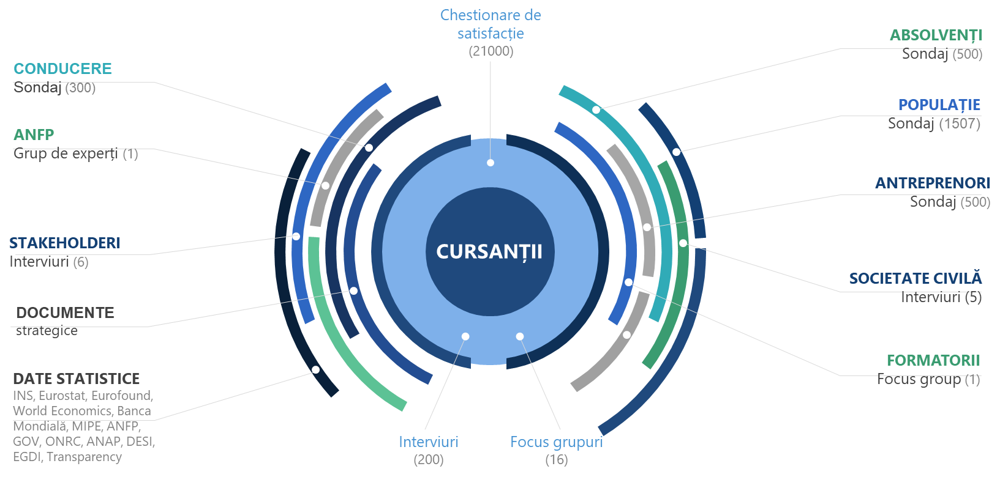 Chestionare de
satisfacție
(21000)
CONDUCERE
Sondaj (300)
ANFP
Grup de experți (1)
STAKEHOLDERI
Interviuri (6)
DOCUMENTE
strategice
DATE STATISTICE
INS, Eurostat, Eurofound,
World Economics, Banca
Mondială, MIPE, ANFP,
GOV, ONRC, ANAP, DESI,
EGDI, Transparency
CURSANȚII
Interviuri
(200)
Focus grupuri
(16)
ABSOLVENȚI
Sondaj (500)
POPULAȚIE
Sondaj (1507)
ANTREPRENORI
Sondaj (500)
SOCIETATE CIVILĂ
Interviuri (5)
FORMATORII
Focus group (1)